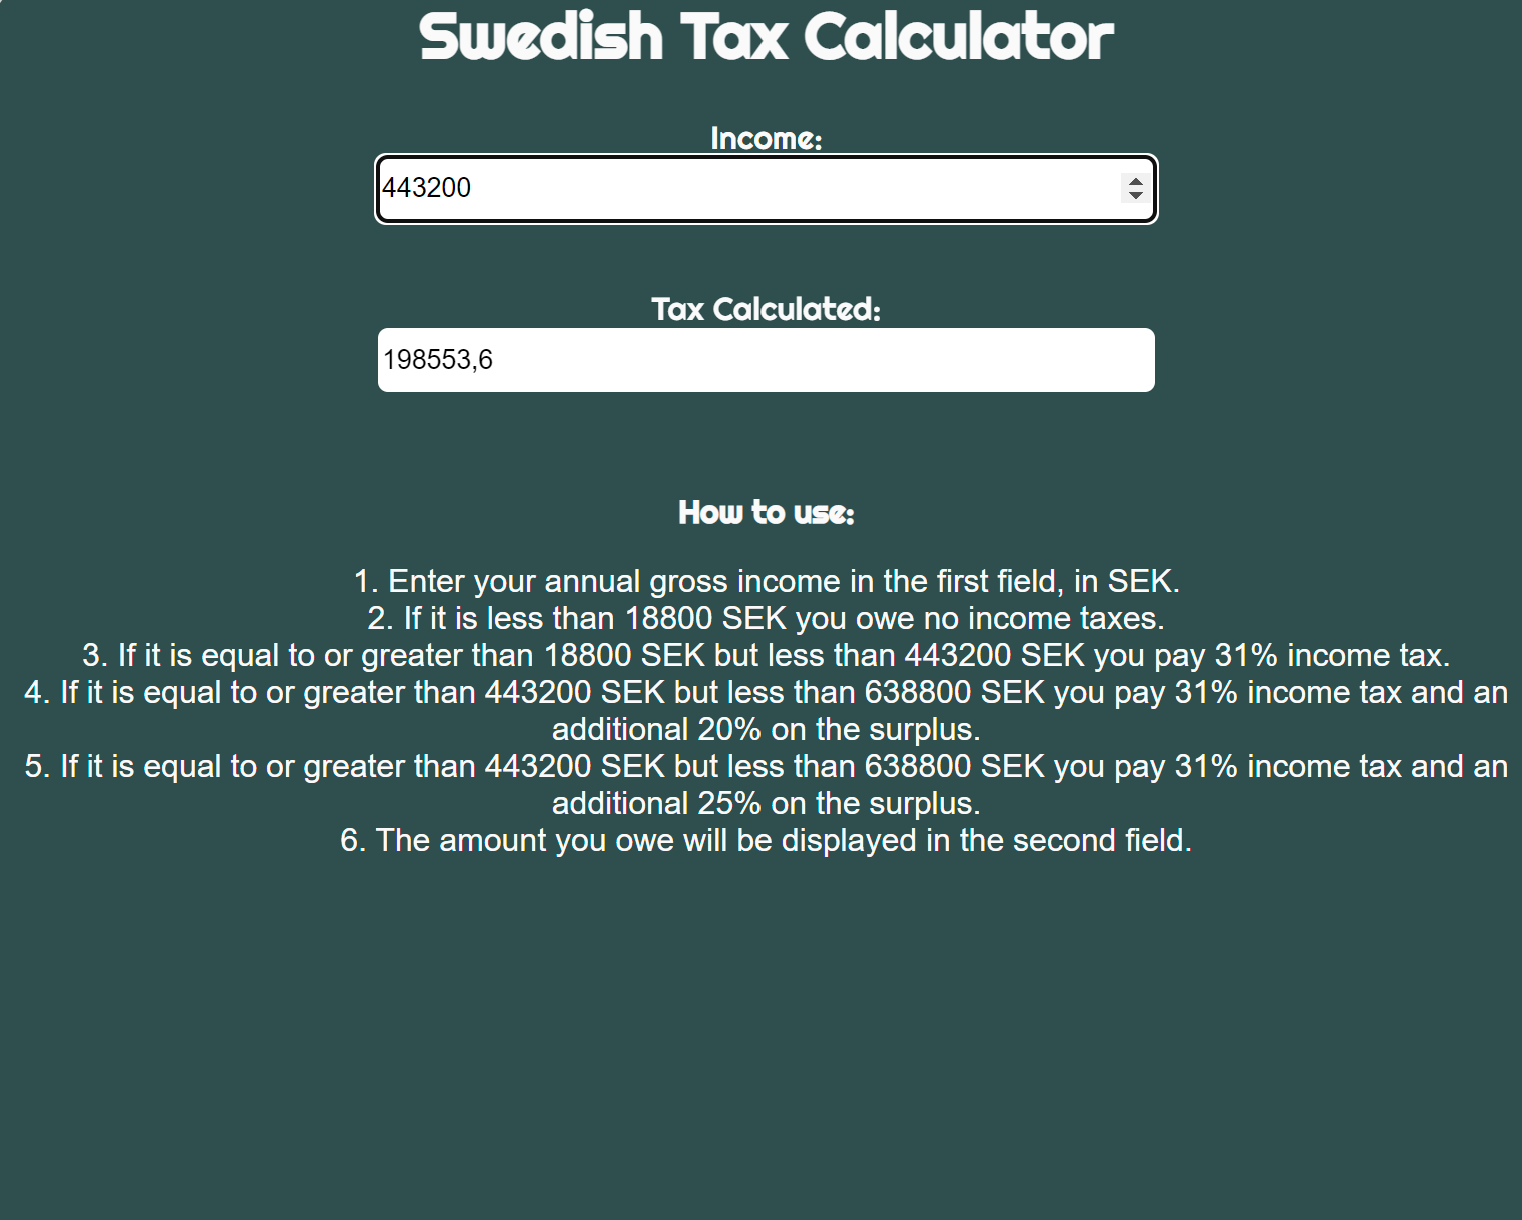 Swedish Tax Calculator
Income:
443200
Tax Calculated:
198553,6
How to use:
1. Enter your annual gross income in the first field, in SEK.
2. If it is less than 18800 SEK you owe no income taxes.
3. If it is equal to or greater than 18800 SEK but less than 443200 SEK you pay 31% income tax.
4. If it is equal to or greater than 443200 SEK but less than 638800 SEK you pay 31% income tax and an
additional 20% on the surplus.
5. If it is equal to or greater than 443200 SEK but less than 638800 SEK you pay 31% income tax and an
additional 25% on the surplus.
6. The amount you owe will be displayed in the second field.